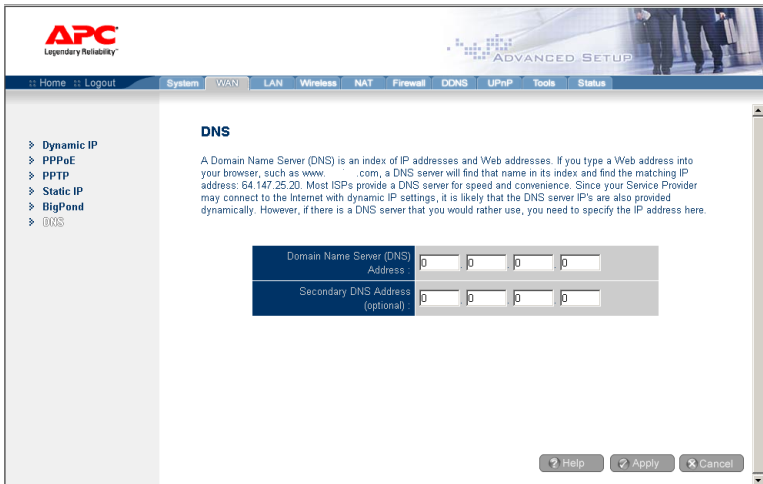 APC
Legendary Reliability™
ADVANCED SETUP
:: Home :: Logout
System WAN LAN Wireless NAT Firewall DDNS UPnP Tools Status
Dynamic IP
PPPoE
PPTP
Static IP
BigPond
DNS
DNS
A Domain Name Server (DNS) is an index of IP addresses and Web addresses. If you type a Web address into
your browser, such as www. .com, a DNS server will find that name in its index and find the matching IP
address: 64.147.25.20. Most ISPs provide a DNS server for speed and convenience. Since your Service Provider
may connect to the Internet with dynamic IP settings, it is likely that the DNS server IP's are also provided
dynamically. However, if there is a DNS server that you would rather use, you need to specify the IP address here.
Domain Name Server (DNS)
Address : 0 . 0 . 0 . 0
Secondary DNS Address
(optional) : 0 . 0 . 0 . 0
Help Apply Cancel